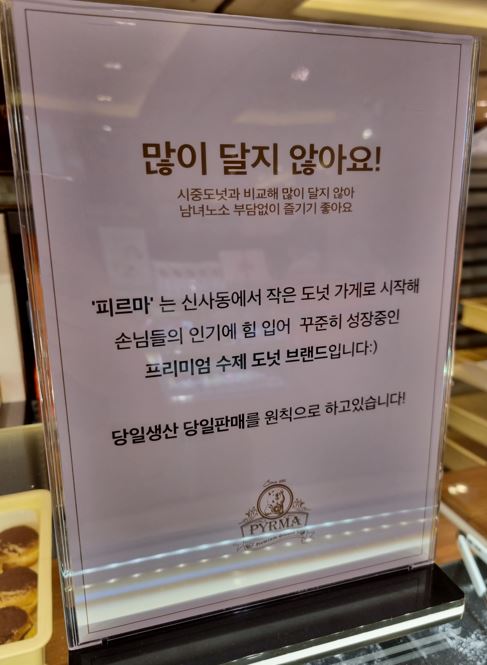 많이 달지 않아요!
시중도넛과 비교해 많이 달지 않아
남녀노소 부담없이 즐기기 좋아요
'피르마' 는 신사동에서 작은 도넛 가게로 시작해
손님들의 인기에 힘 입어 꾸준히 성장중인
프리미엄 수제 도넛 브랜드입니다:)
당일생산 당일판매를 원칙으로 하고있습니다!
PYRMA